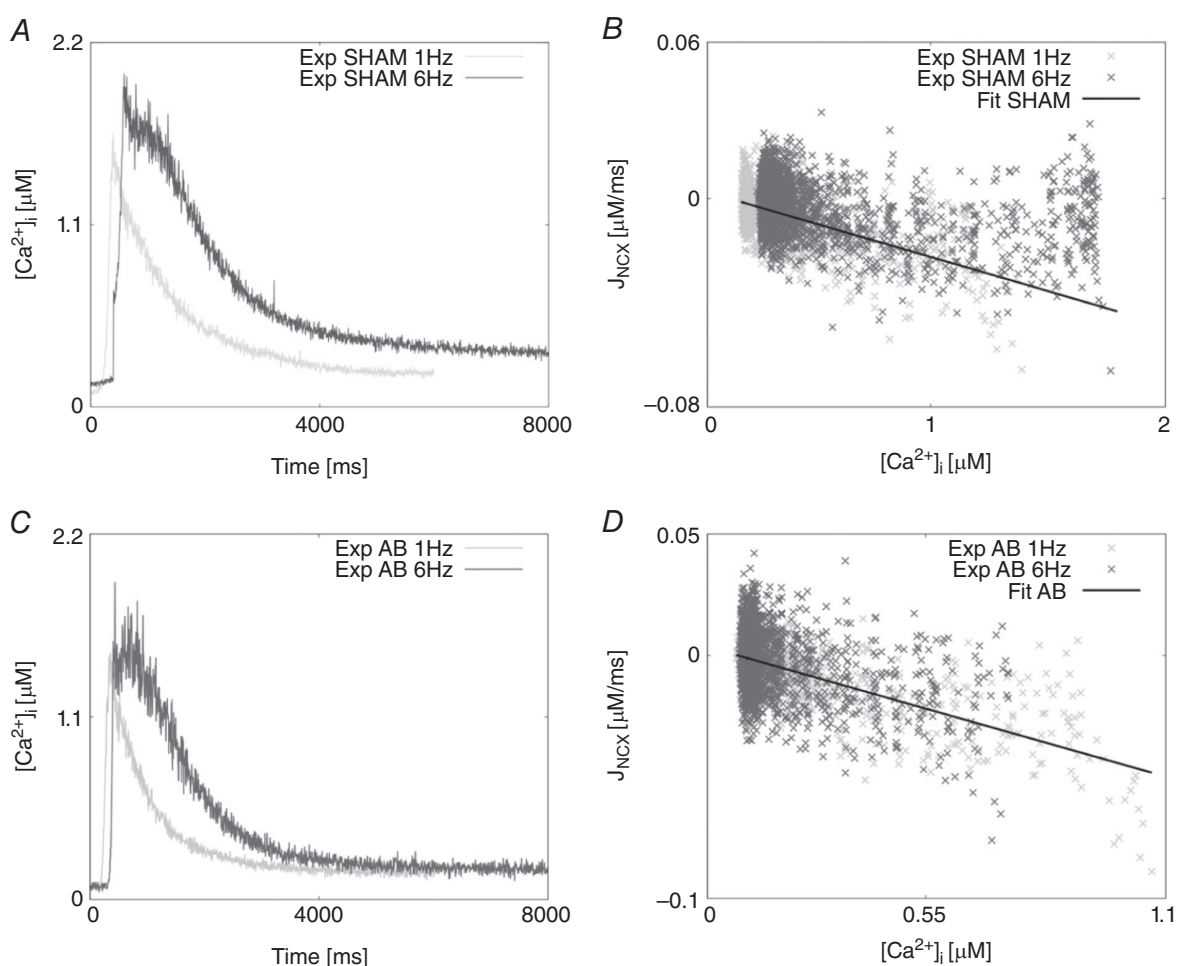 A
2.2
Exp SHAM 1Hz
Exp SHAM 6Hz
[Ca²⁺]ᵢ [μM]
1.1
0
0
4000
8000
Time [ms]
B
0.06
Exp SHAM 1Hz
Exp SHAM 6Hz
Fit SHAM
J_NCX [μM/ms]
0
−0.08
0
1
2
[Ca²⁺]ᵢ [μM]
C
2.2
Exp AB 1Hz
Exp AB 6Hz
[Ca²⁺]ᵢ [μM]
1.1
0
0
4000
8000
Time [ms]
D
0.05
Exp AB 1Hz
Exp AB 6Hz
Fit AB
J_NCX [μM/ms]
0
−0.1
0
0.55
1.1
[Ca²⁺]ᵢ [μM]